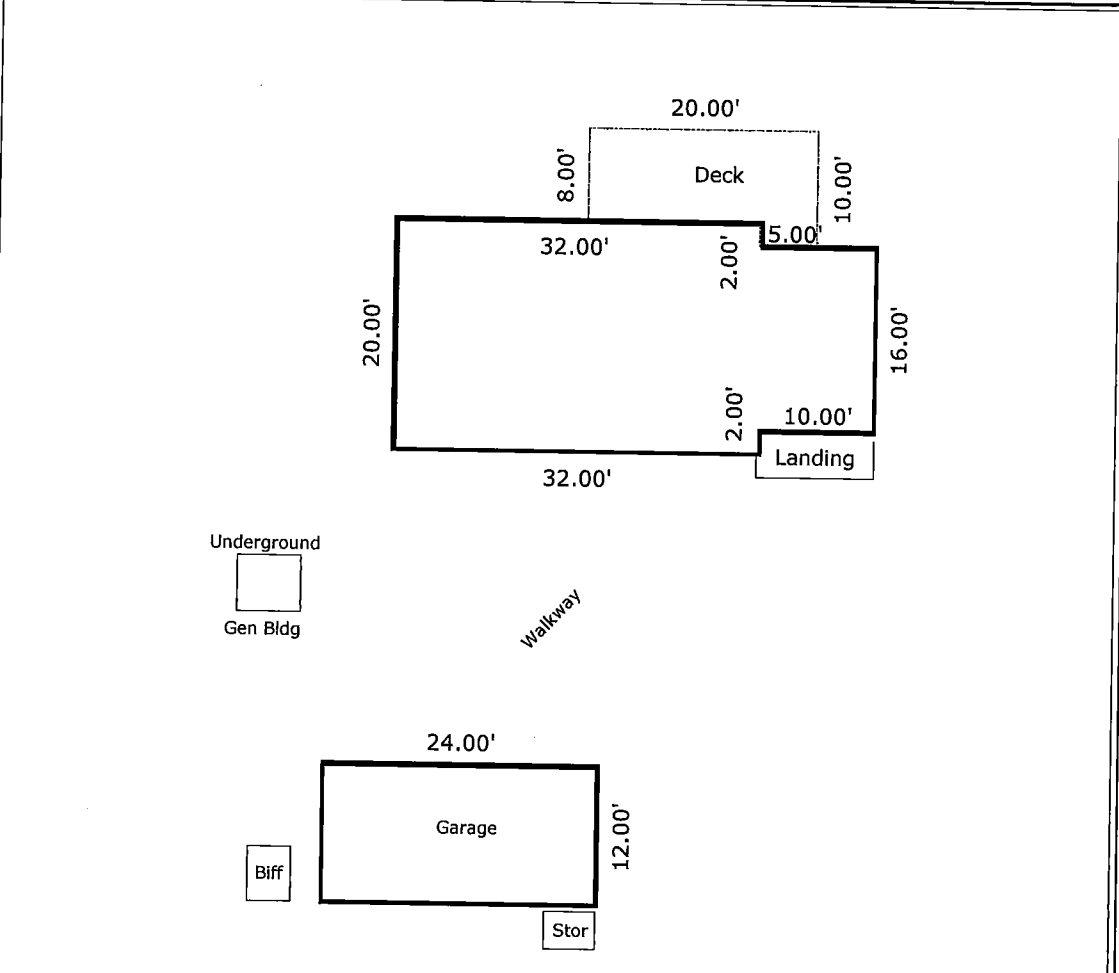 20.00'
8.00'
Deck
10.00'
32.00'
2.00'
5.00'
20.00'
16.00'
2.00'
10.00'
Landing
32.00'
Underground
Gen Bldg
Walkway
24.00'
Garage
12.00'
Biff
Stor